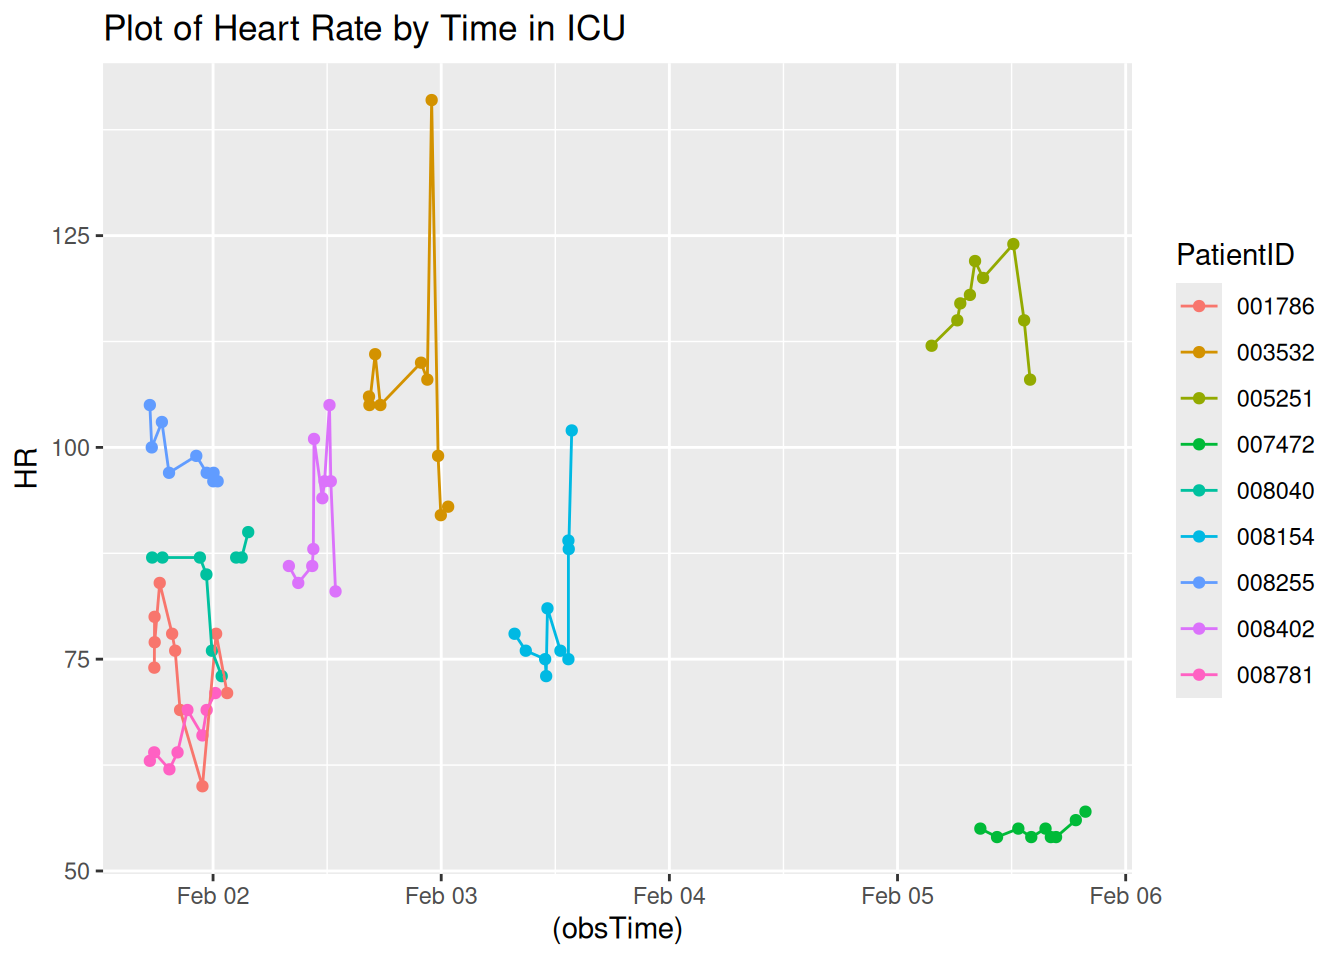 Plot of Heart Rate by Time in ICU
HR
125
100
75
50
Feb 02
Feb 03
Feb 04
Feb 05
Feb 06
(obsTime)
PatientID
001786
003532
005251
007472
008040
008154
008255
008402
008781